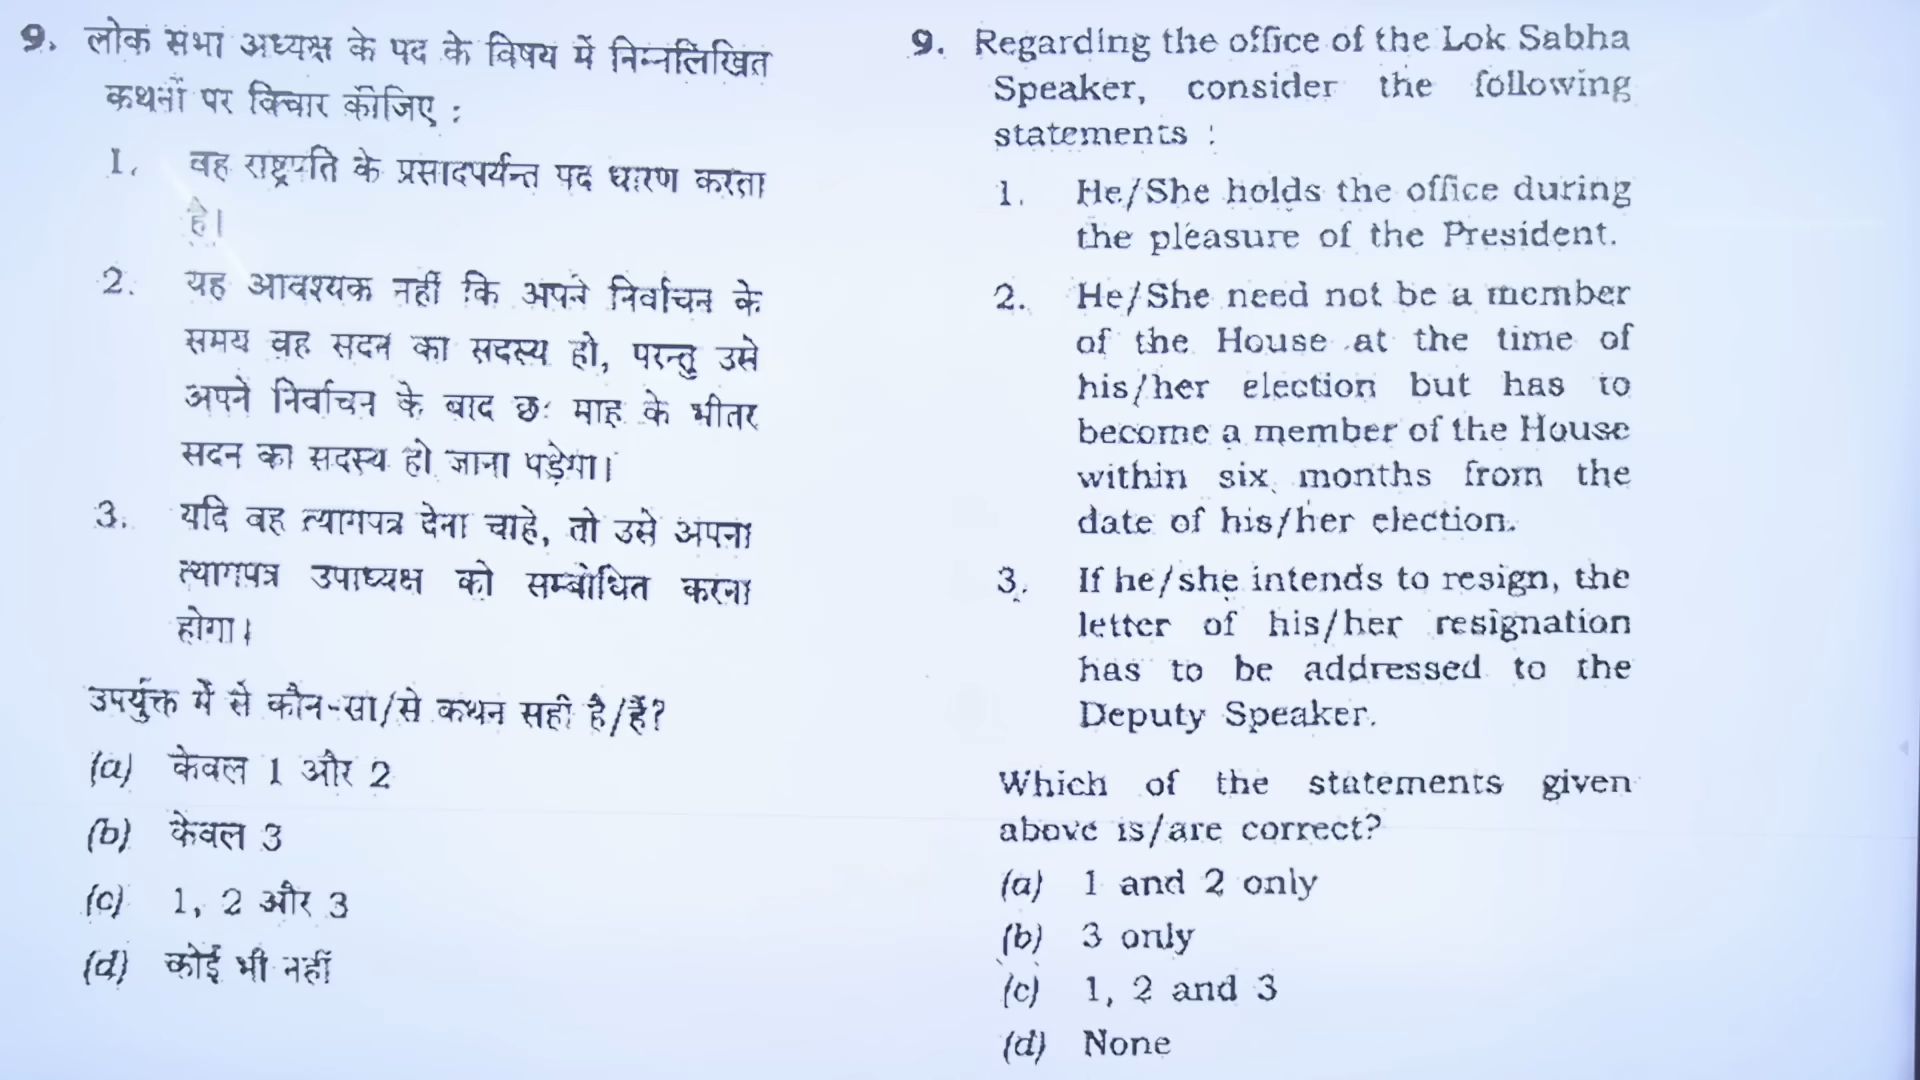 9. लोक सभा अध्यक्ष के पद के विषय में निम्नलिखित
कथनों पर विचार कीजिए :
1. वह राष्ट्रपति के प्रसादपर्यन्त पद धारण करता
है।
2. यह आवश्यक नहीं कि अपने निर्वाचन के
समय वह सदन का सदस्य हो, परन्तु उसे
अपने निर्वाचन के बाद छः माह के भीतर
सदन का सदस्य हो जाना पड़ेगा।
3. यदि वह त्यागपत्र देना चाहे, तो उसे अपना
त्यागपत्र उपाध्यक्ष को सम्बोधित करना
होगा।
उपर्युक्त में से कौन-सा/से कथन सही है/हैं?
(a) केवल 1 और 2
(b) केवल 3
(c) 1, 2 और 3
(d) कोई भी नहीं
9. Regarding the office of the Lok Sabha
Speaker, consider the following
statements :
1. He/She holds the office during
the pleasure of the President.
2. He/She need not be a member
of the House at the time of
his/her election but has to
become a member of the House
within six months from the
date of his/her election.
3. If he/she intends to resign, the
letter of his/her resignation
has to be addressed to the
Deputy Speaker.
Which of the statements given
above is/are correct?
(a) 1 and 2 only
(b) 3 only
(c) 1, 2 and 3
(d) None